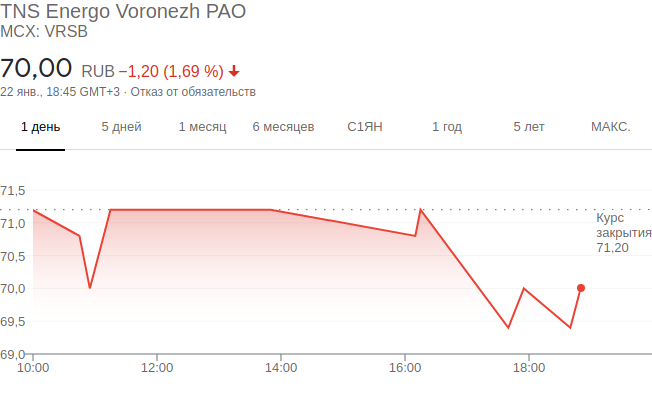 TNS Energo Voronezh PAO
MCX: VRSB
70,00 RUB −1,20 (1,69 %)
22 янв., 18:45 GMT+3 · Отказ от обязательств
1 день 5 дней 1 месяц 6 месяцев С1ЯН 1 год 5 лет МАКС.
71,5
71,0
70,5
70,0
69,5
69,0
Курс
закрытия
71,20
10:00 12:00 14:00 16:00 18:00